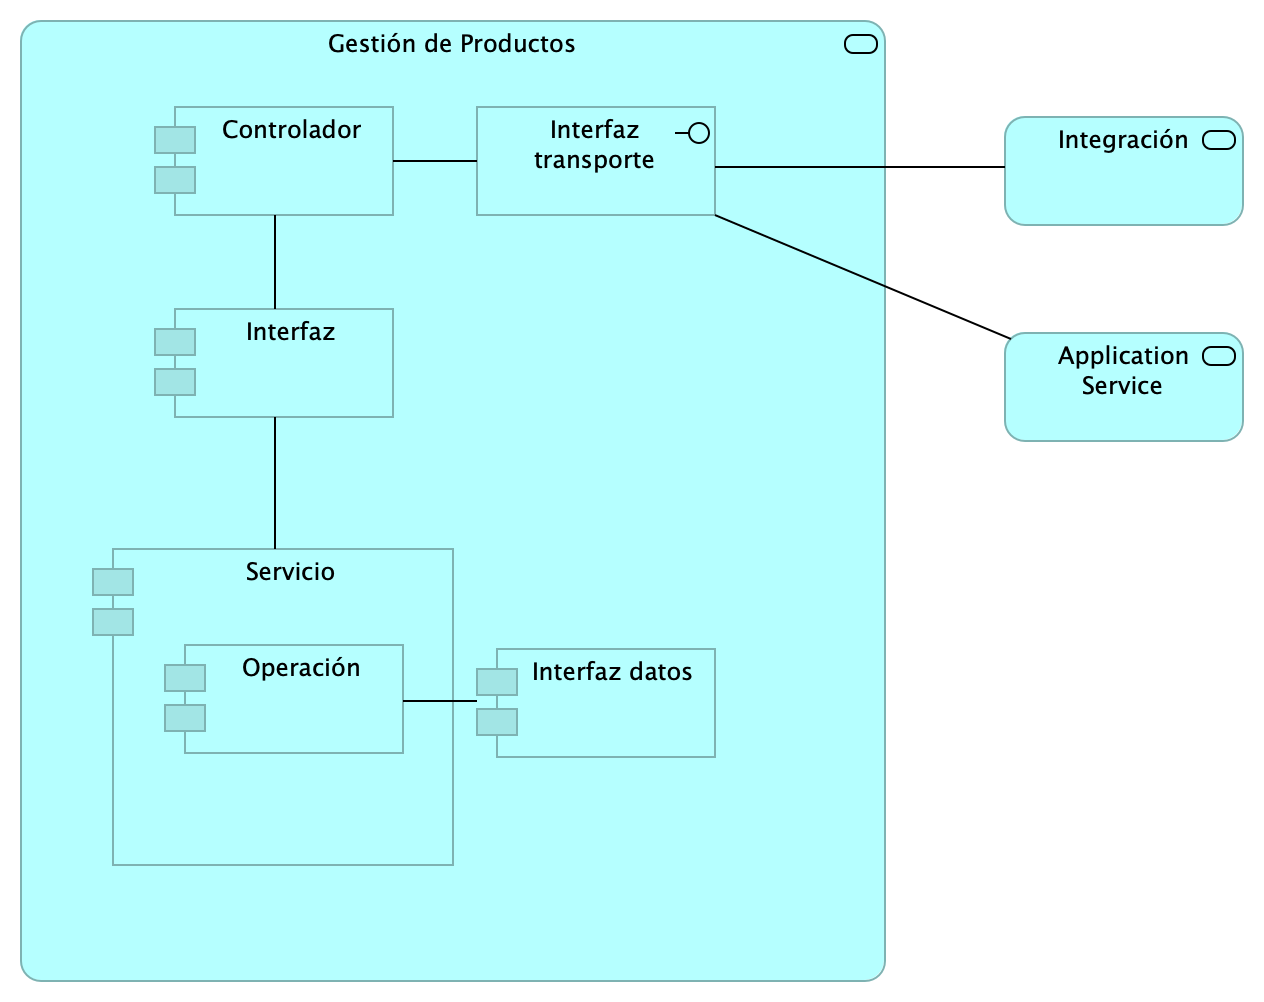 Gestión de Productos
Controlador
Interfaz
transporte
Integración
Interfaz
Application
Service
Servicio
Operación
Interfaz datos